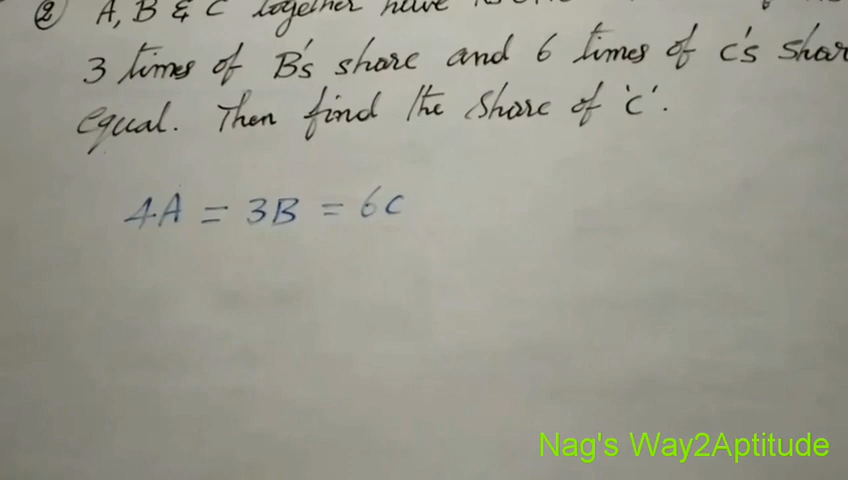 ② A, B & C together have
3 times of B's share and 6 times of C's
equal. Then find the share of 'C'.
4A = 3B = 6C
Nag's Way2Aptitude